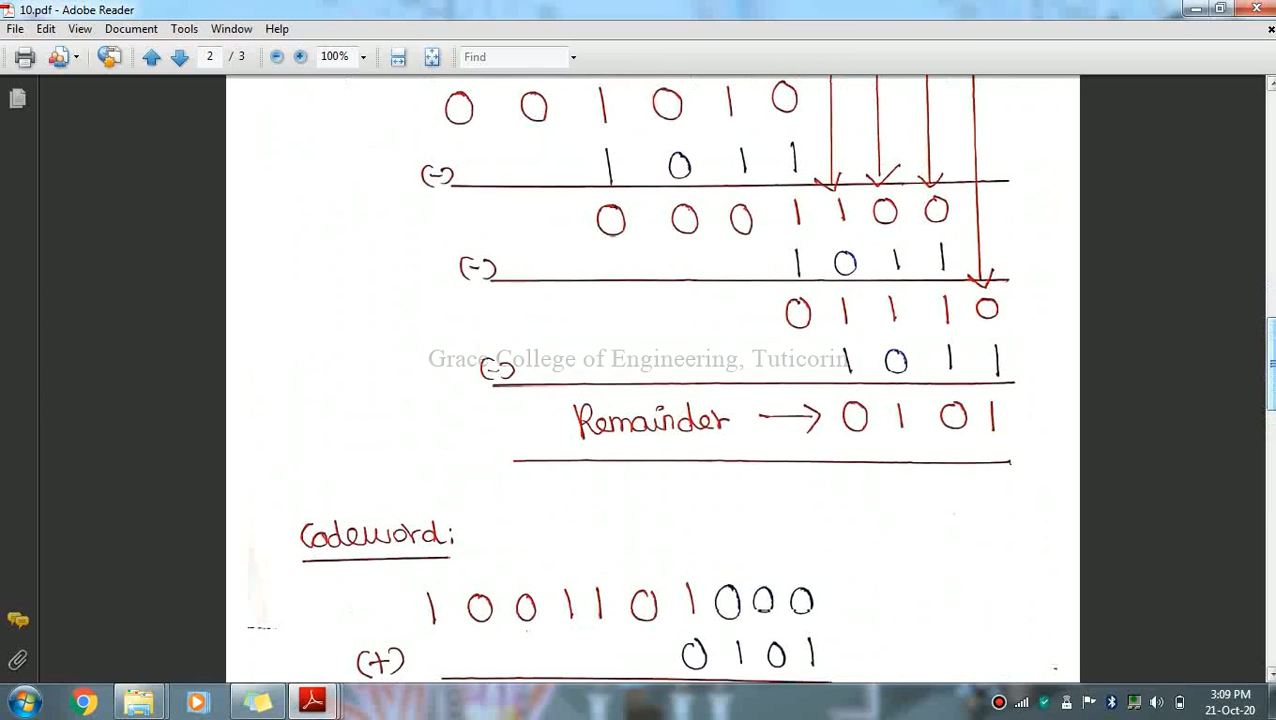 10.pdf - Adobe Reader
File Edit View Document Tools Window Help
2 / 3 100% Find
0 0 1 0 1 0
(-) 1 0 1 1
0 0 0 1 1 0 0
(-) 1 0 1 1
0 1 1 1 0
Grace College of Engineering, Tuticorin
(-) 1 0 1 1
Remainder → 0 1 0 1
Codeword:
1 0 0 1 1 0 1 0 0 0
(+) 0 1 0 1
3:09 PM
21-Oct-20